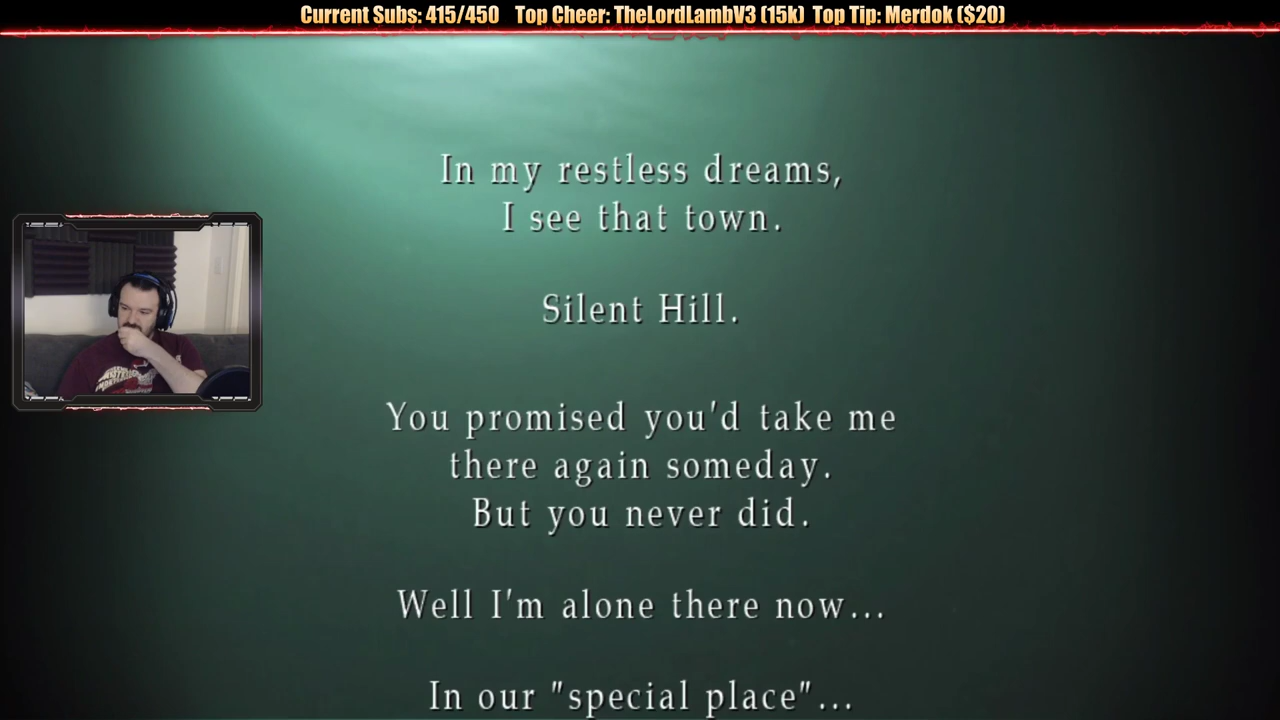 Current Subs: 415/450 Top Cheer: TheLordLambV3 (15k) Top Tip: Merdok ($20)
In my restless dreams,
I see that town.
Silent Hill.
You promised you'd take me
there again someday.
But you never did.
Well I'm alone there now...
In our "special place"...